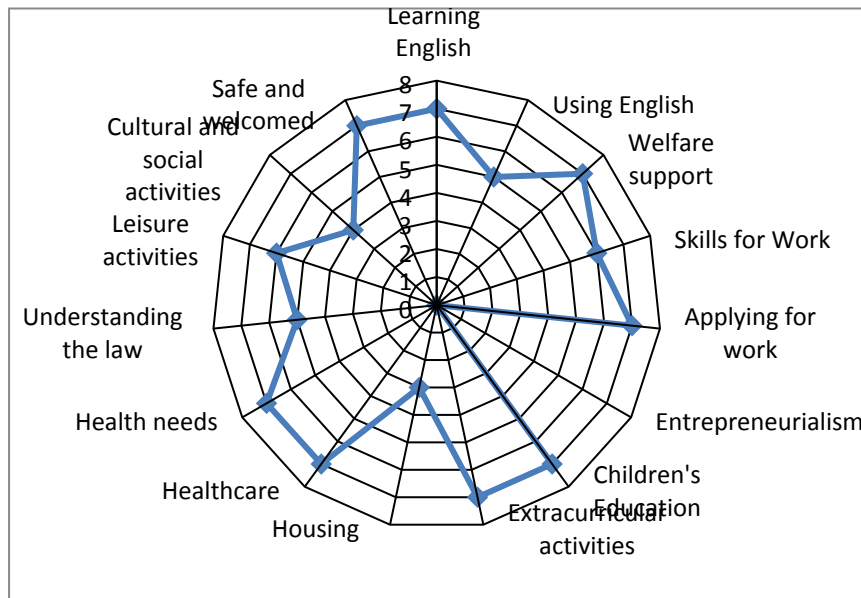 Learning
English
Using English
Welfare
support
Skills for Work
Applying for
work
Entrepreneurialism
Children's
Education
Extracurricular
activities
Housing
Healthcare
Health needs
Understanding
the law
Leisure
activities
Cultural and
social
activities
Safe and
welcomed
8
7
6
5
4
3
2
1
0